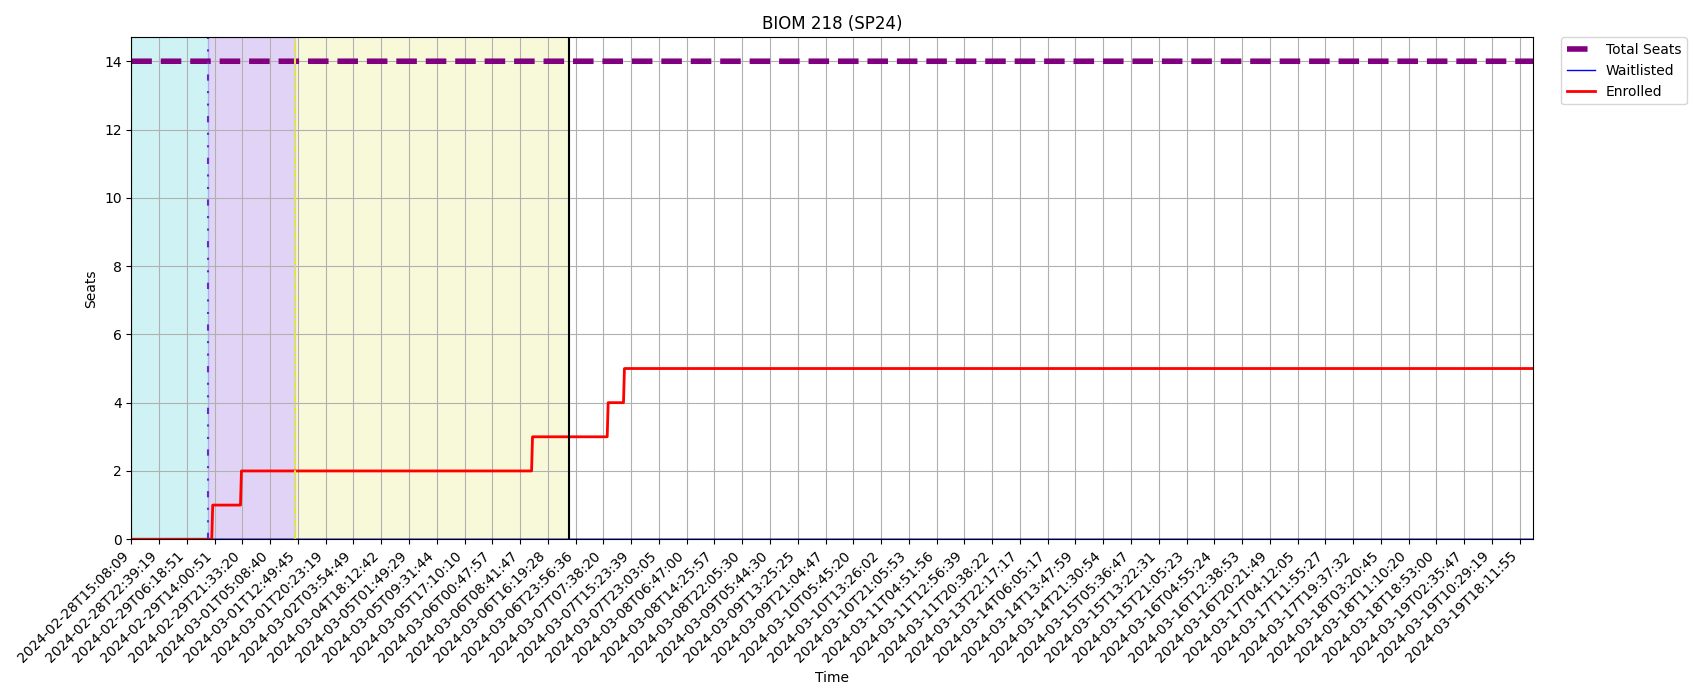 BIOM 218 (SP24)
Total Seats
Waitlisted
Enrolled
14
12
10
8
6
4
2
0
Seats
2024-02-28T15:08:09
2024-02-28T22:39:19
2024-02-29T06:18:51
2024-02-29T14:00:51
2024-02-29T21:33:20
2024-03-01T05:08:40
2024-03-01T12:49:45
2024-03-01T20:23:19
2024-03-02T03:54:49
2024-03-04T18:12:42
2024-03-05T01:49:29
2024-03-05T09:31:44
2024-03-05T17:10:10
2024-03-06T00:47:57
2024-03-06T08:41:47
2024-03-06T16:19:28
2024-03-06T23:56:36
2024-03-07T07:38:20
2024-03-07T15:23:39
2024-03-07T23:03:05
2024-03-08T06:47:00
2024-03-08T14:25:57
2024-03-08T22:05:30
2024-03-09T05:44:30
2024-03-09T13:25:25
2024-03-09T21:04:47
2024-03-10T05:45:20
2024-03-10T13:26:02
2024-03-10T21:05:53
2024-03-11T04:51:56
2024-03-11T12:56:39
2024-03-11T20:38:22
2024-03-13T22:17:17
2024-03-14T06:05:17
2024-03-14T13:47:59
2024-03-14T21:30:54
2024-03-15T05:36:47
2024-03-15T13:22:31
2024-03-15T21:05:23
2024-03-16T04:55:24
2024-03-16T12:38:53
2024-03-16T20:21:49
2024-03-17T04:12:05
2024-03-17T11:55:27
2024-03-17T19:37:32
2024-03-18T03:20:45
2024-03-18T11:10:20
2024-03-18T18:53:00
2024-03-19T02:35:47
2024-03-19T10:29:19
2024-03-19T18:11:55
Time